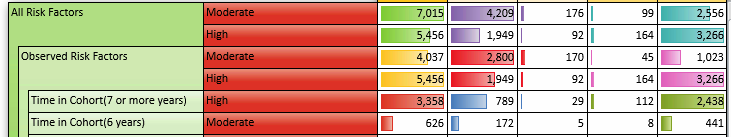 All Risk Factors Moderate 7,015 4,209 176 99 2,556
High 5,456 1,949 92 164 3,266
Observed Risk Factors Moderate 4,037 2,800 170 45 1,023
High 5,456 1,949 92 164 3,266
Time in Cohort(7 or more years) High 3,358 789 29 112 2,438
Time in Cohort(6 years) Moderate 626 172 5 8 441